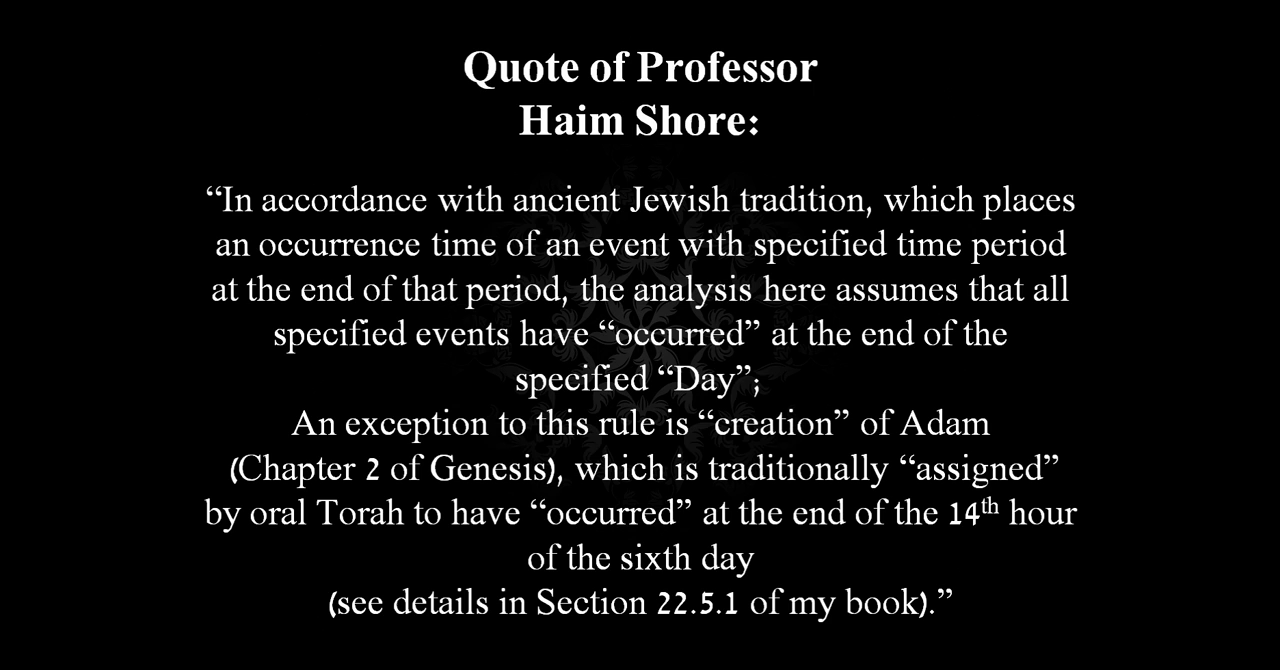 Quote of Professor
Haim Shore:
“In accordance with ancient Jewish tradition, which places
an occurrence time of an event with specified time period
at the end of that period, the analysis here assumes that all
specified events have “occurred” at the end of the
specified “Day”;
An exception to this rule is “creation” of Adam
(Chapter 2 of Genesis), which is traditionally “assigned”
by oral Torah to have “occurred” at the end of the 14th hour
of the sixth day
(see details in Section 22.5.1 of my book).”